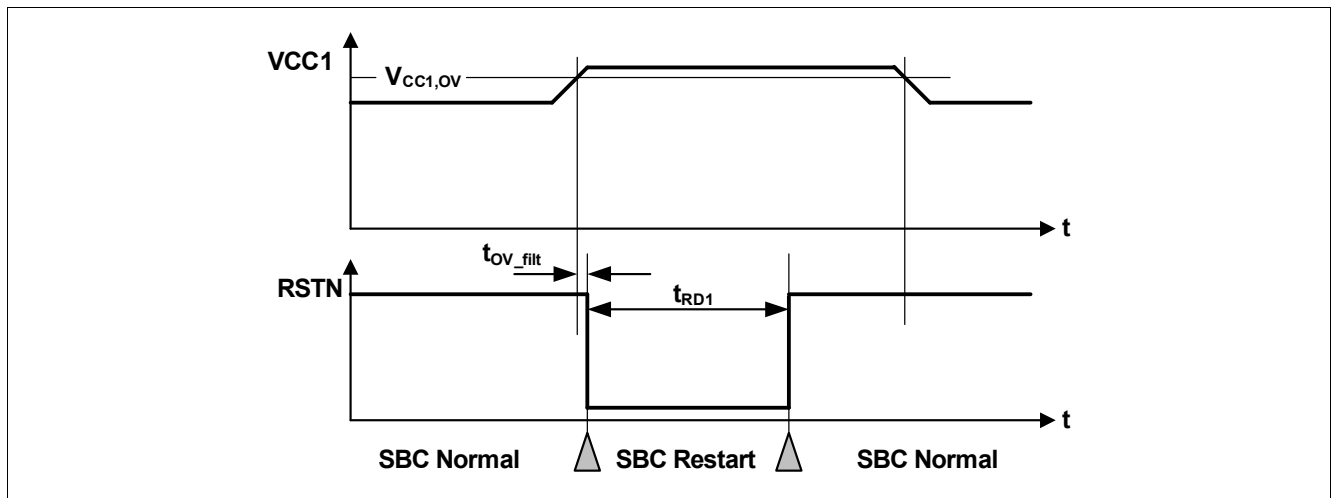 VCC1
VCC1,OV
t
tOV_filt
RSTN
tRD1
t
SBC Normal
SBC Restart
SBC Normal